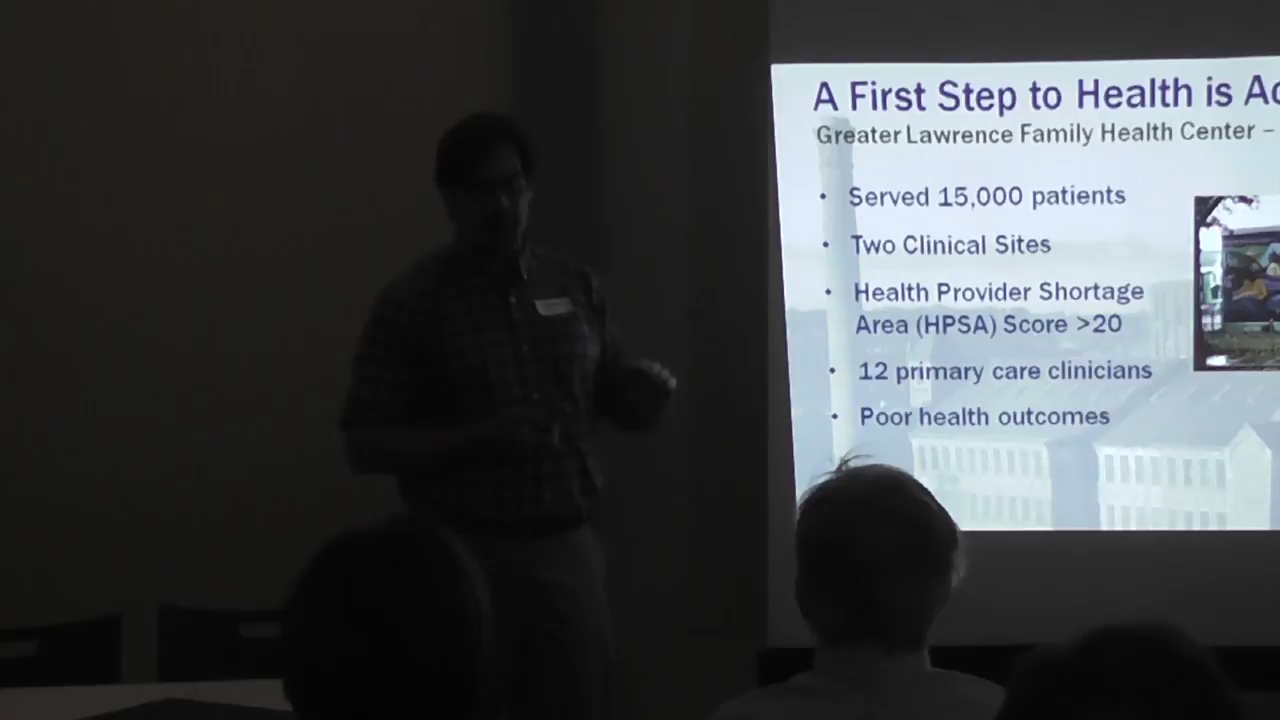 A First Step to Health is Ac
Greater Lawrence Family Health Center –
• Served 15,000 patients
• Two Clinical Sites
• Health Provider Shortage
Area (HPSA) Score >20
• 12 primary care clinicians
• Poor health outcomes